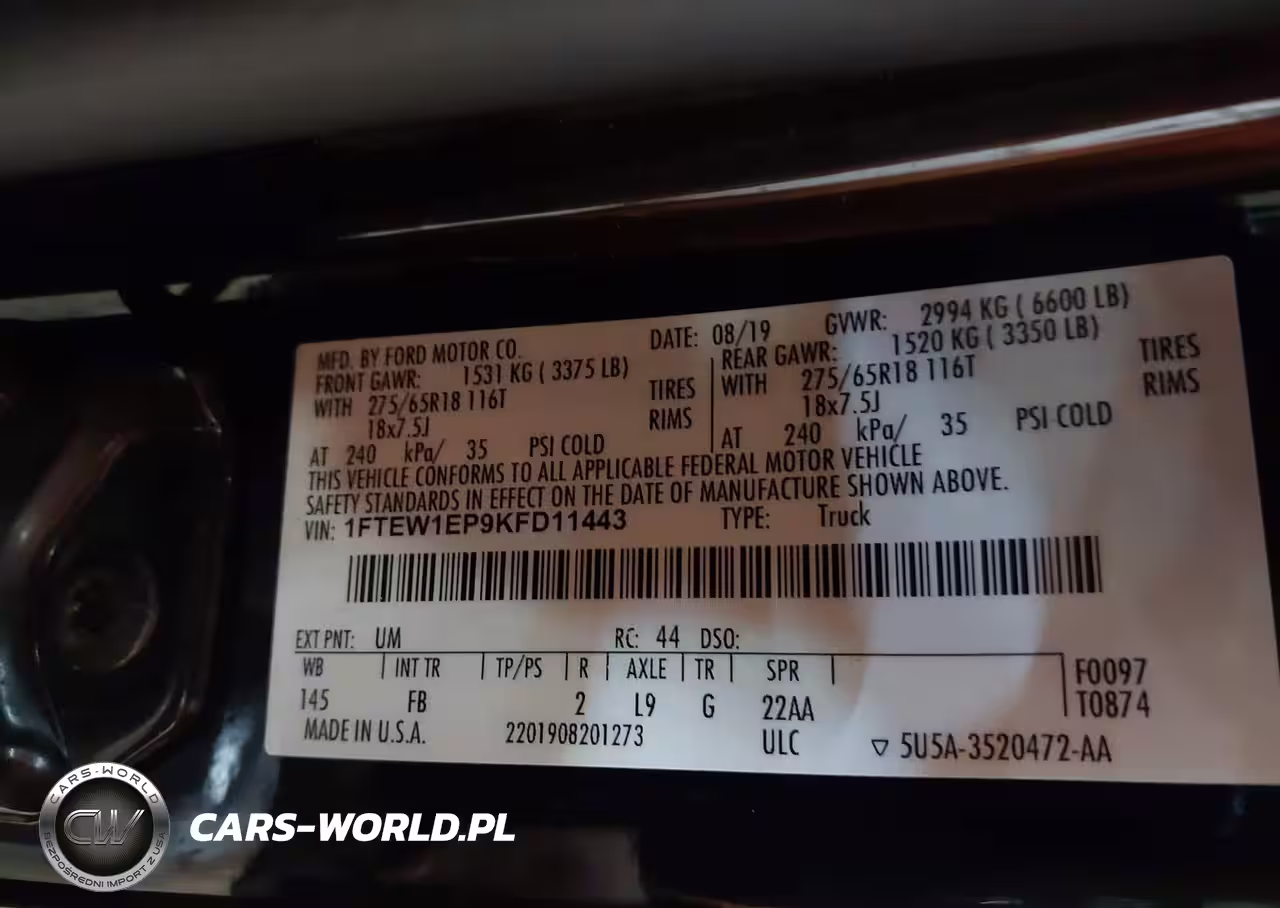 MFD. BY FORD MOTOR CO. DATE: 08/19 GVWR: 2994 KG ( 6600 LB)
FRONT GAWR: 1531 KG ( 3375 LB) REAR GAWR: 1520 KG ( 3350 LB)
WITH 275/65R18 116T TIRES WITH 275/65R18 116T TIRES
18x7.5J RIMS 18x7.5J RIMS
AT 240 kPa/ 35 PSI COLD AT 240 kPa/ 35 PSI COLD
THIS VEHICLE CONFORMS TO ALL APPLICABLE FEDERAL MOTOR VEHICLE
SAFETY STANDARDS IN EFFECT ON THE DATE OF MANUFACTURE SHOWN ABOVE.
VIN: 1FTEW1EP9KFD11443 TYPE: Truck
EXT PNT: UM RC: 44 DSO:
WB INT TR TP/PS R AXLE TR SPR F0097
145 FB 2 L9 G 22AA T0874
MADE IN U.S.A. 2201908201273 ULC ▽ 5U5A-3520472-AA
CARS-WORLD
CW
BEZPOŚREDNI IMPORT Z USA
CARS-WORLD.PL